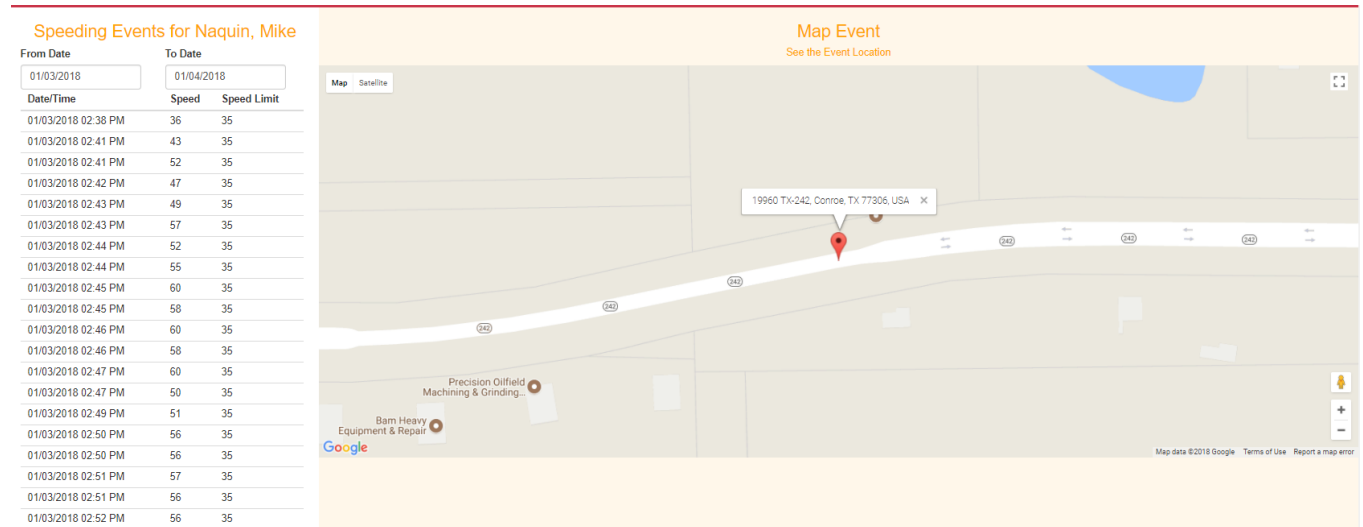 Speeding Events for Naquin, Mike
From Date To Date
01/03/2018 01/04/2018
Date/Time Speed Speed Limit
01/03/2018 02:38 PM 36 35
01/03/2018 02:41 PM 43 35
01/03/2018 02:41 PM 52 35
01/03/2018 02:42 PM 47 35
01/03/2018 02:43 PM 49 35
01/03/2018 02:43 PM 57 35
01/03/2018 02:44 PM 52 35
01/03/2018 02:44 PM 55 35
01/03/2018 02:45 PM 60 35
01/03/2018 02:45 PM 58 35
01/03/2018 02:46 PM 60 35
01/03/2018 02:46 PM 58 35
01/03/2018 02:47 PM 60 35
01/03/2018 02:47 PM 50 35
01/03/2018 02:49 PM 51 35
01/03/2018 02:50 PM 56 35
01/03/2018 02:50 PM 56 35
01/03/2018 02:51 PM 57 35
01/03/2018 02:51 PM 56 35
01/03/2018 02:52 PM 56 35
Map Event
See the Event Location
Map Satellite
19960 TX-242, Conroe, TX 77306, USA ×
242
242
242
242
242
242
Precision Oilfield
Machining & Grinding...
Bam Heavy
Equipment & Repair
+
−
Google
Map data ©2018 Google Terms of Use Report a map error